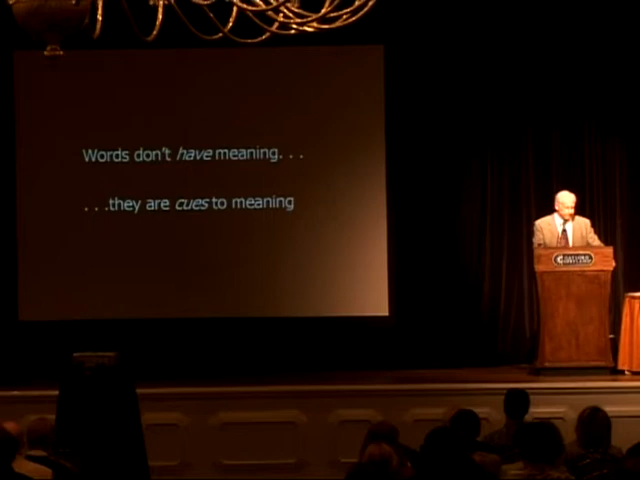 Words don't have meaning. . .
. . .they are cues to meaning